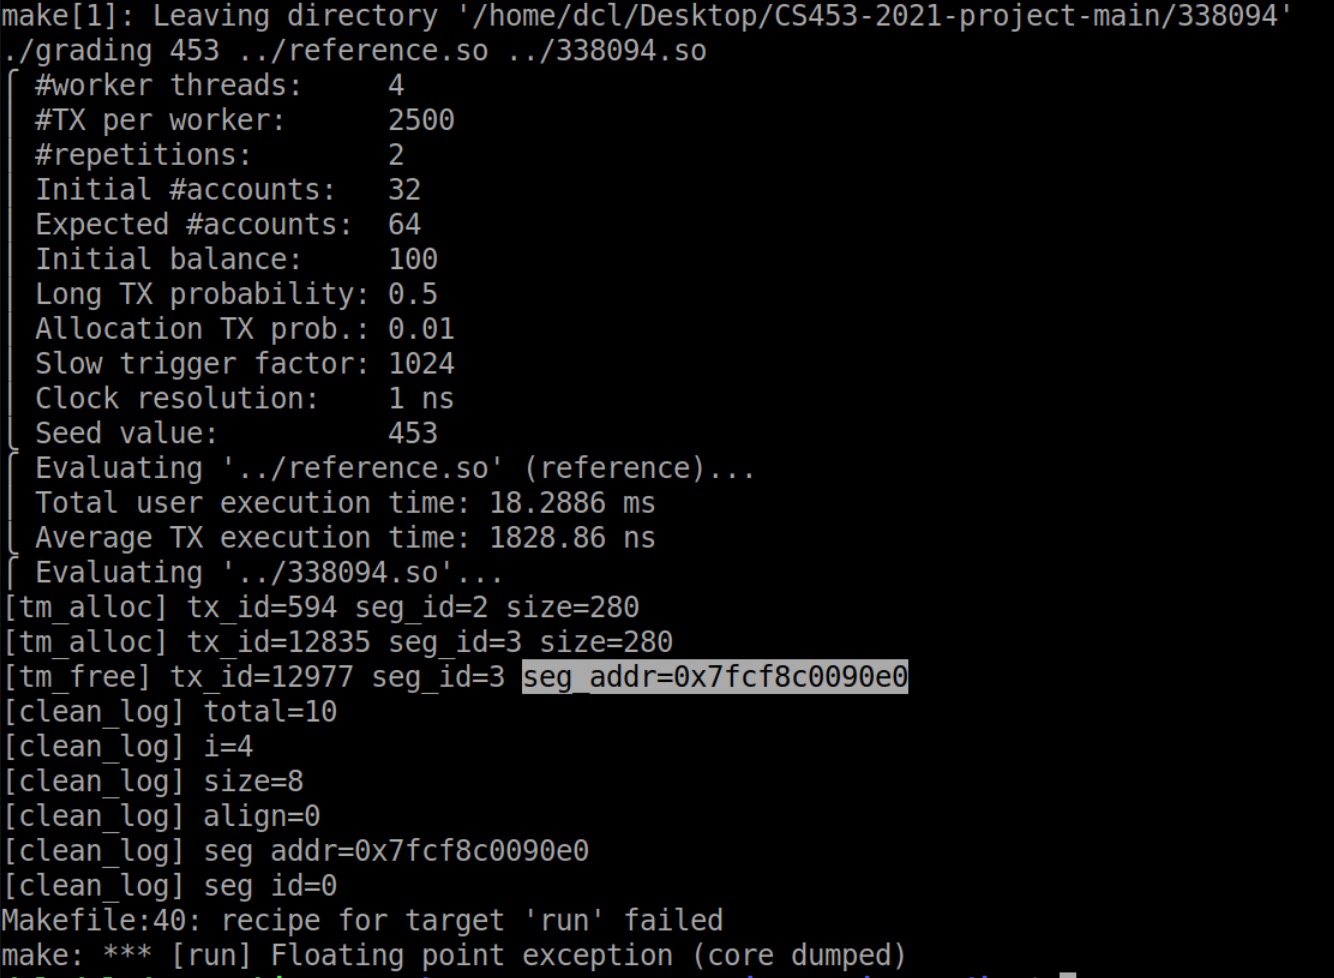 make[1]: Leaving directory '/home/dcl/Desktop/CS453-2021-project-main/338094'
./grading 453 ../reference.so ../338094.so
⎧ #worker threads:     4
⎪ #TX per worker:      2500
⎪ #repetitions:        2
⎪ Initial #accounts:   32
⎪ Expected #accounts:  64
⎪ Initial balance:     100
⎪ Long TX probability: 0.5
⎪ Allocation TX prob.: 0.01
⎪ Slow trigger factor: 1024
⎪ Clock resolution:    1 ns
⎩ Seed value:          453
⎧ Evaluating '../reference.so' (reference)...
⎪ Total user execution time: 18.2886 ms
⎩ Average TX execution time: 1828.86 ns
⎧ Evaluating '../338094.so'...
[tm_alloc] tx_id=594 seg_id=2 size=280
[tm_alloc] tx_id=12835 seg_id=3 size=280
[tm_free] tx_id=12977 seg_id=3 seg_addr=0x7fcf8c0090e0
[clean_log] total=10
[clean_log] i=4
[clean_log] size=8
[clean_log] align=0
[clean_log] seg addr=0x7fcf8c0090e0
[clean_log] seg id=0
Makefile:40: recipe for target 'run' failed
make: *** [run] Floating point exception (core dumped)